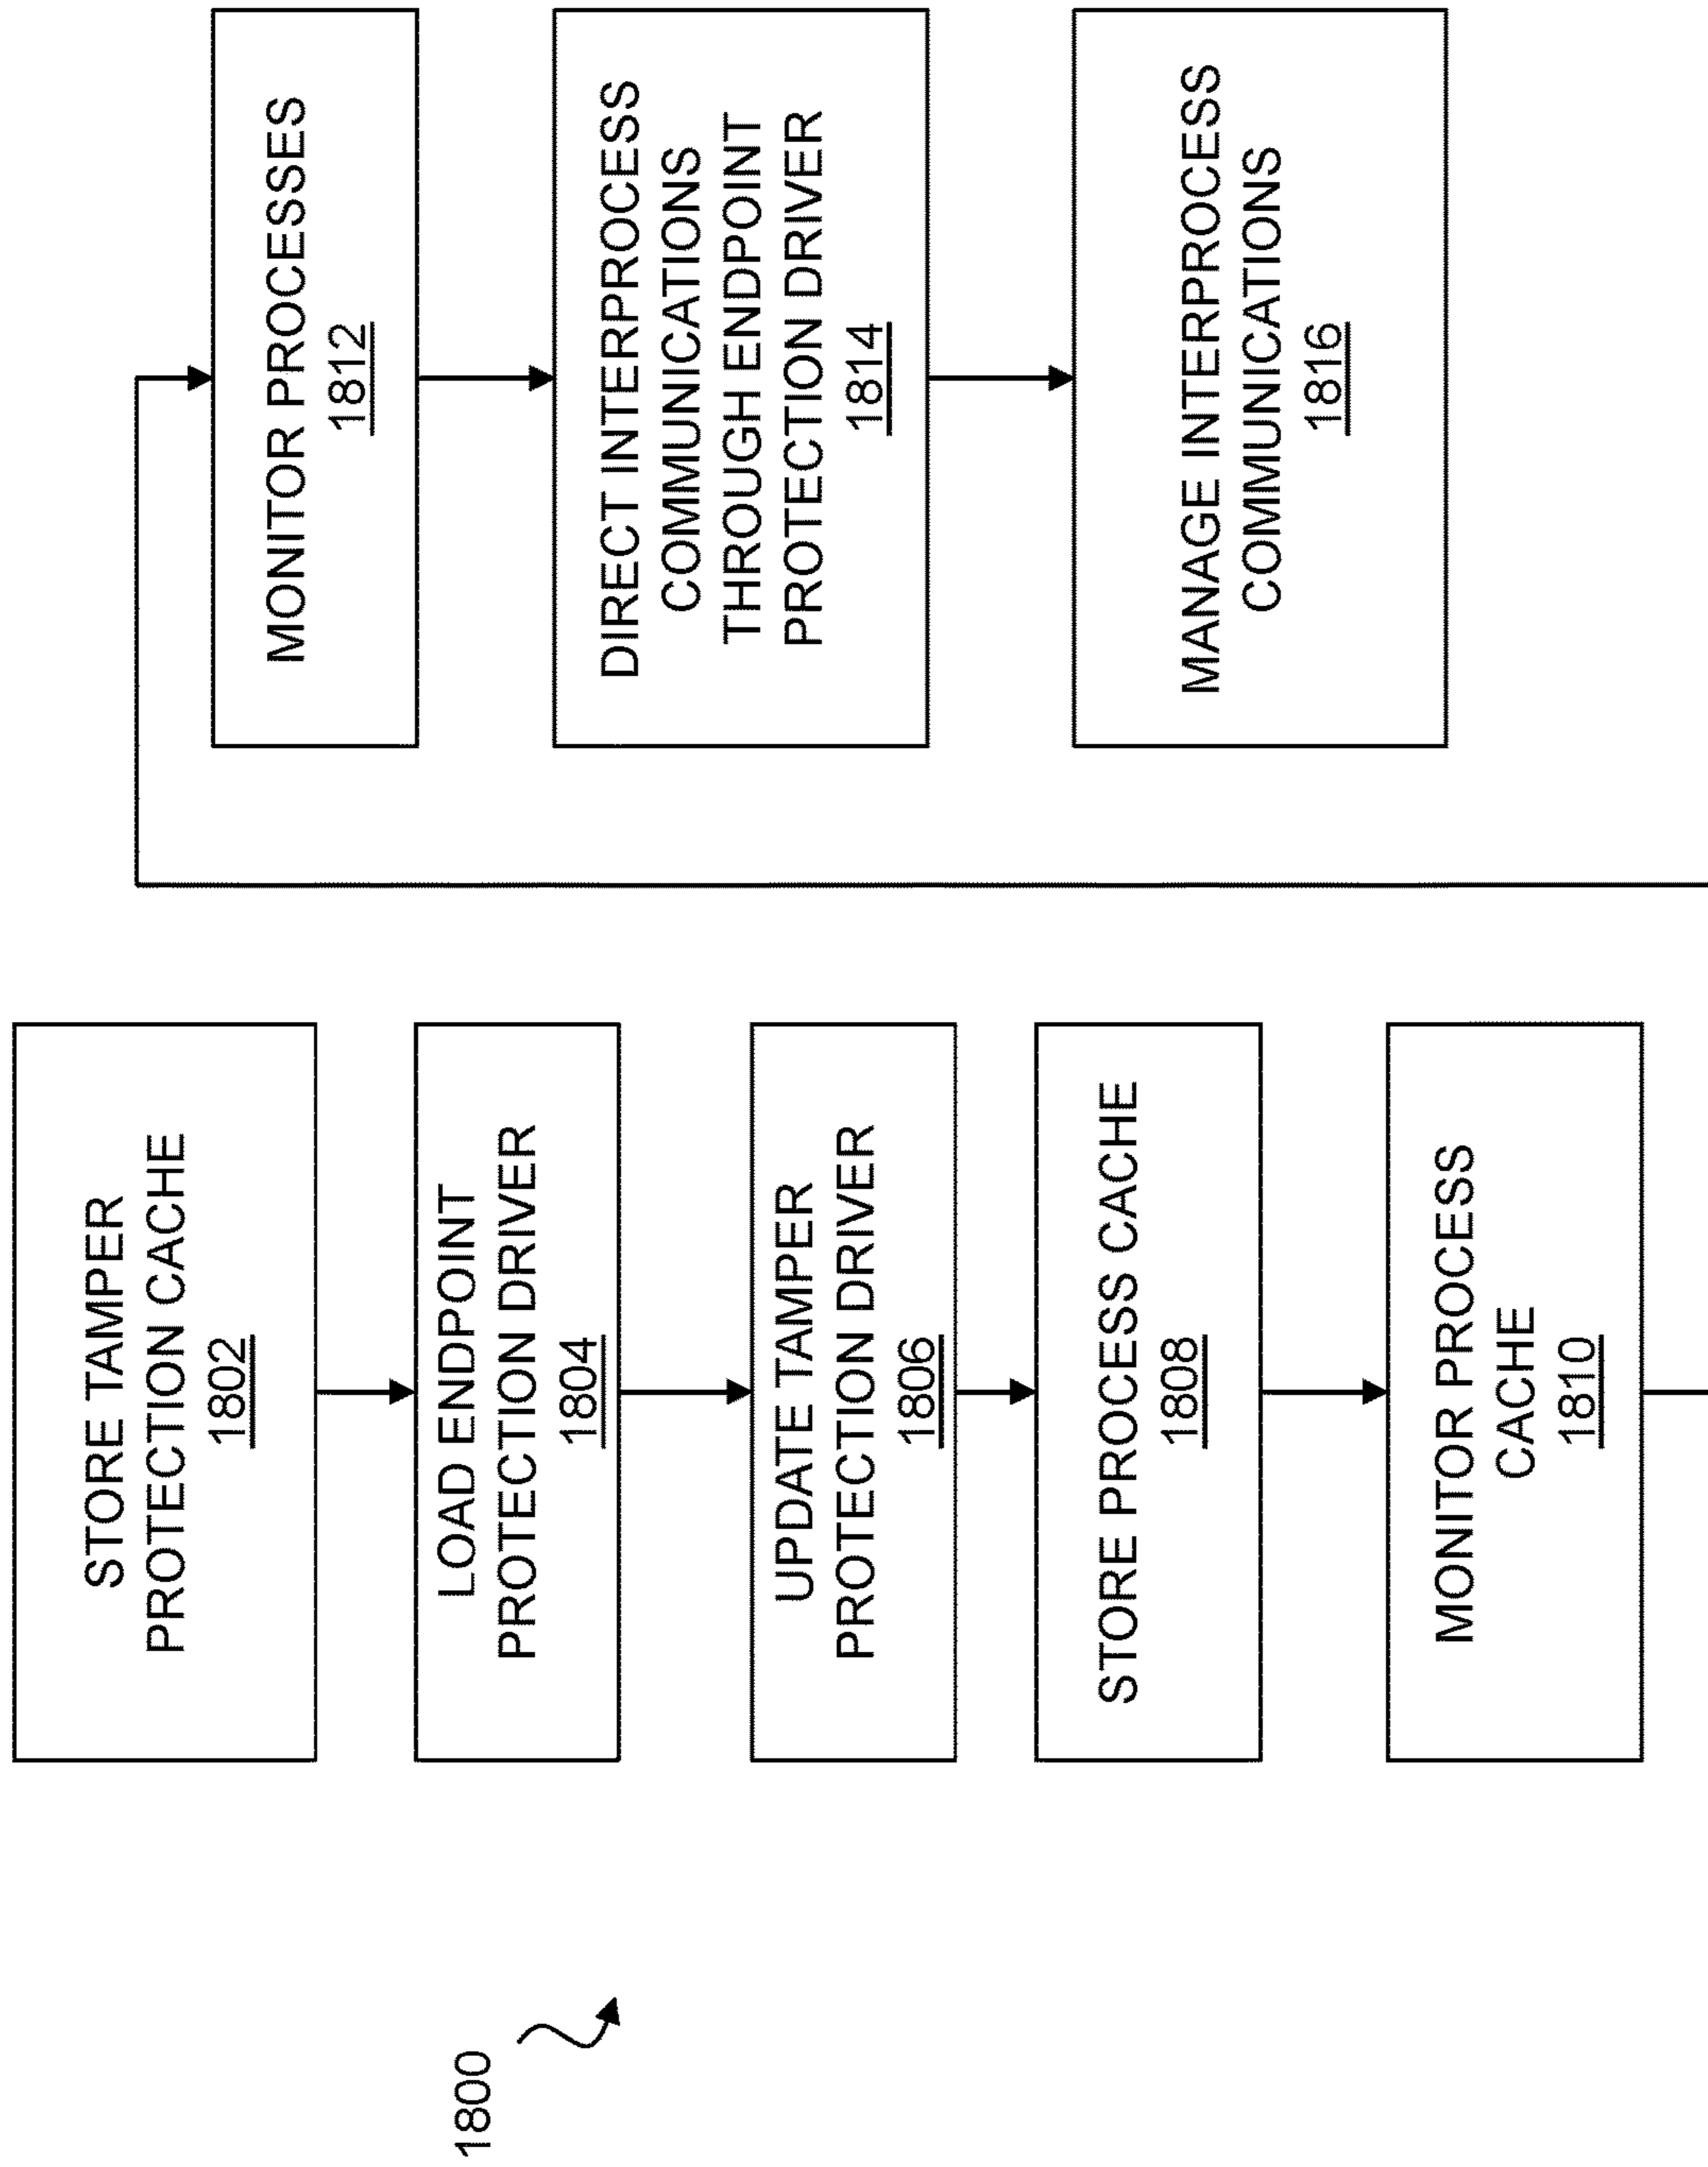 1800
STORE TAMPER
PROTECTION CACHE
1802
LOAD ENDPOINT
PROTECTION DRIVER
1804
UPDATE TAMPER
PROTECTION DRIVER
1806
STORE PROCESS CACHE
1808
MONITOR PROCESS
CACHE
1810
MONITOR PROCESSES
1812
DIRECT INTERPROCESS
COMMUNICATIONS
THROUGH ENDPOINT
PROTECTION DRIVER
1814
MANAGE INTERPROCESS
COMMUNICATIONS
1816